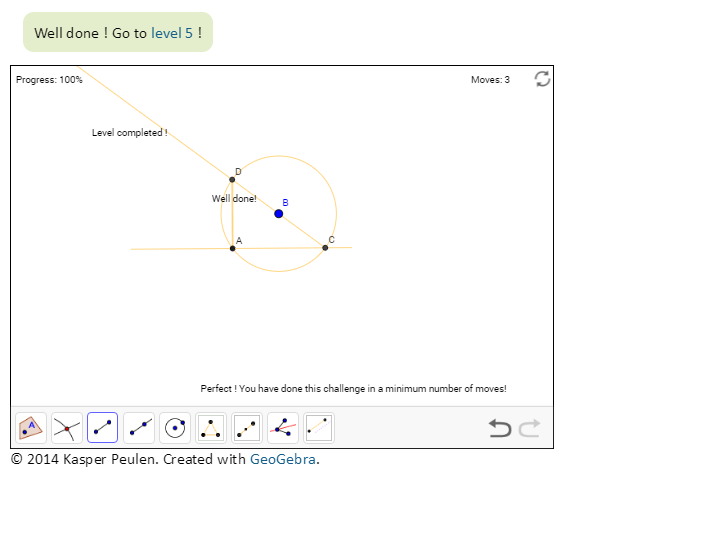 Well done ! Go to level 5 !
Progress: 100%
Moves: 3
Level completed !
D
Well done!
B
A
C
Perfect ! You have done this challenge in a minimum number of moves!
A
© 2014 Kasper Peulen. Created with GeoGebra.